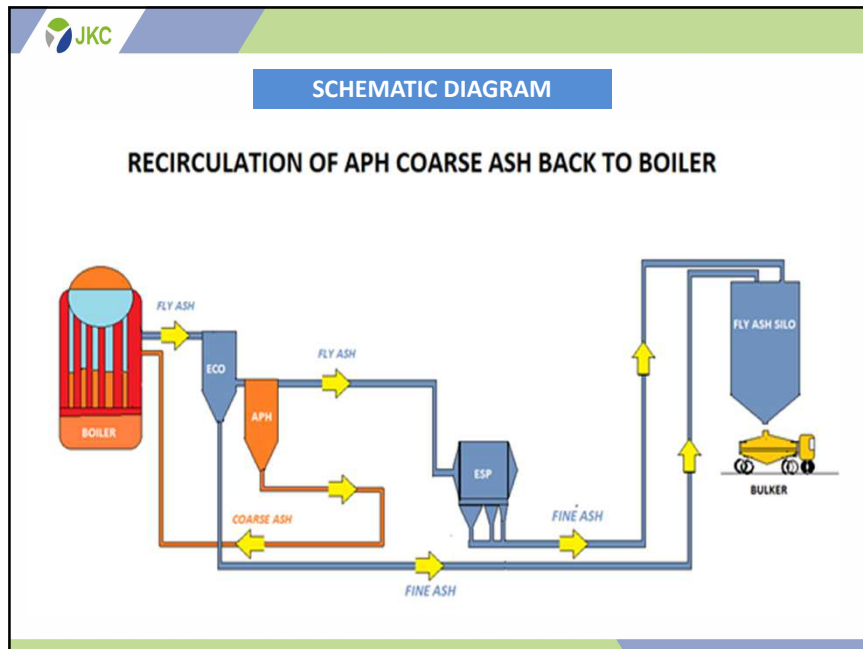 JKC
SCHEMATIC DIAGRAM
RECIRCULATION OF APH COARSE ASH BACK TO BOILER
FLY ASH
ECO
FLY ASH
FLY ASH SILO
APH
BOILER
ESP
BULKER
COARSE ASH
FINE ASH
FINE ASH